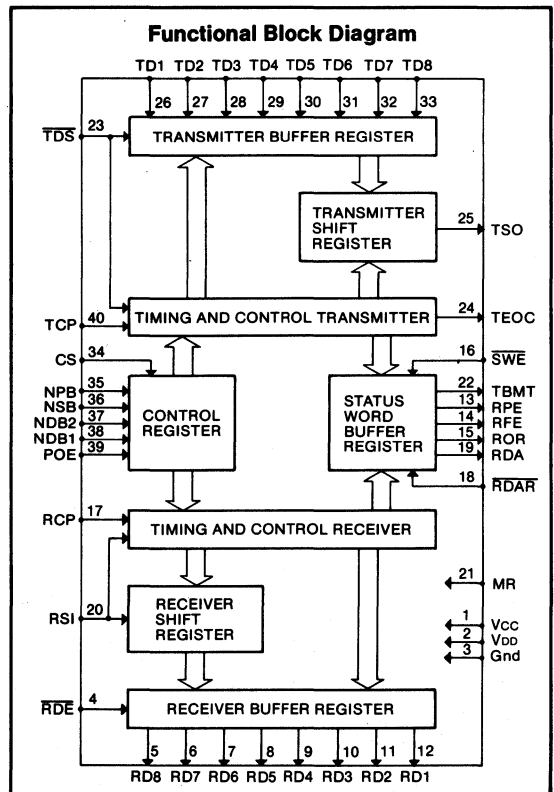 Functional Block Diagram
TD1 TD2 TD3 TD4 TD5 TD6 TD7 TD8
26 27 28 29 30 31 32 33
TDS 23
TRANSMITTER BUFFER REGISTER
TRANSMITTER
SHIFT
REGISTER
25 TSO
TIMING AND CONTROL TRANSMITTER
24 TEOC
TCP 40
CS 34
16 SWE
NPB 35
NSB 36
NDB2 37
NDB1 38
POE 39
CONTROL
REGISTER
STATUS
WORD
BUFFER
REGISTER
22 TBMT
13 RPE
14 RFE
15 ROR
19 RDA
18 RDAR
RCP 17
TIMING AND CONTROL RECEIVER
21 MR
RSI 20
RECEIVER
SHIFT
REGISTER
1 VCC
2 VDD
3 Gnd
RDE 4
RECEIVER BUFFER REGISTER
5 6 7 8 9 10 11 12
RD8 RD7 RD6 RD5 RD4 RD3 RD2 RD1